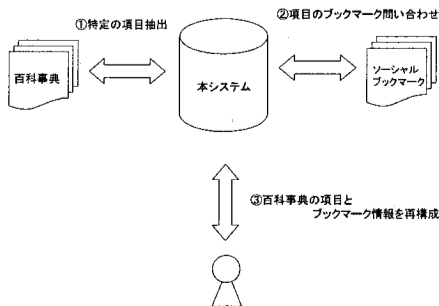 ①特定の項目抽出
②項目のブックマーク問い合わせ
百科事典
本システム
ソーシャル
ブックマーク
③百科事典の項目と
ブックマーク情報を再構成